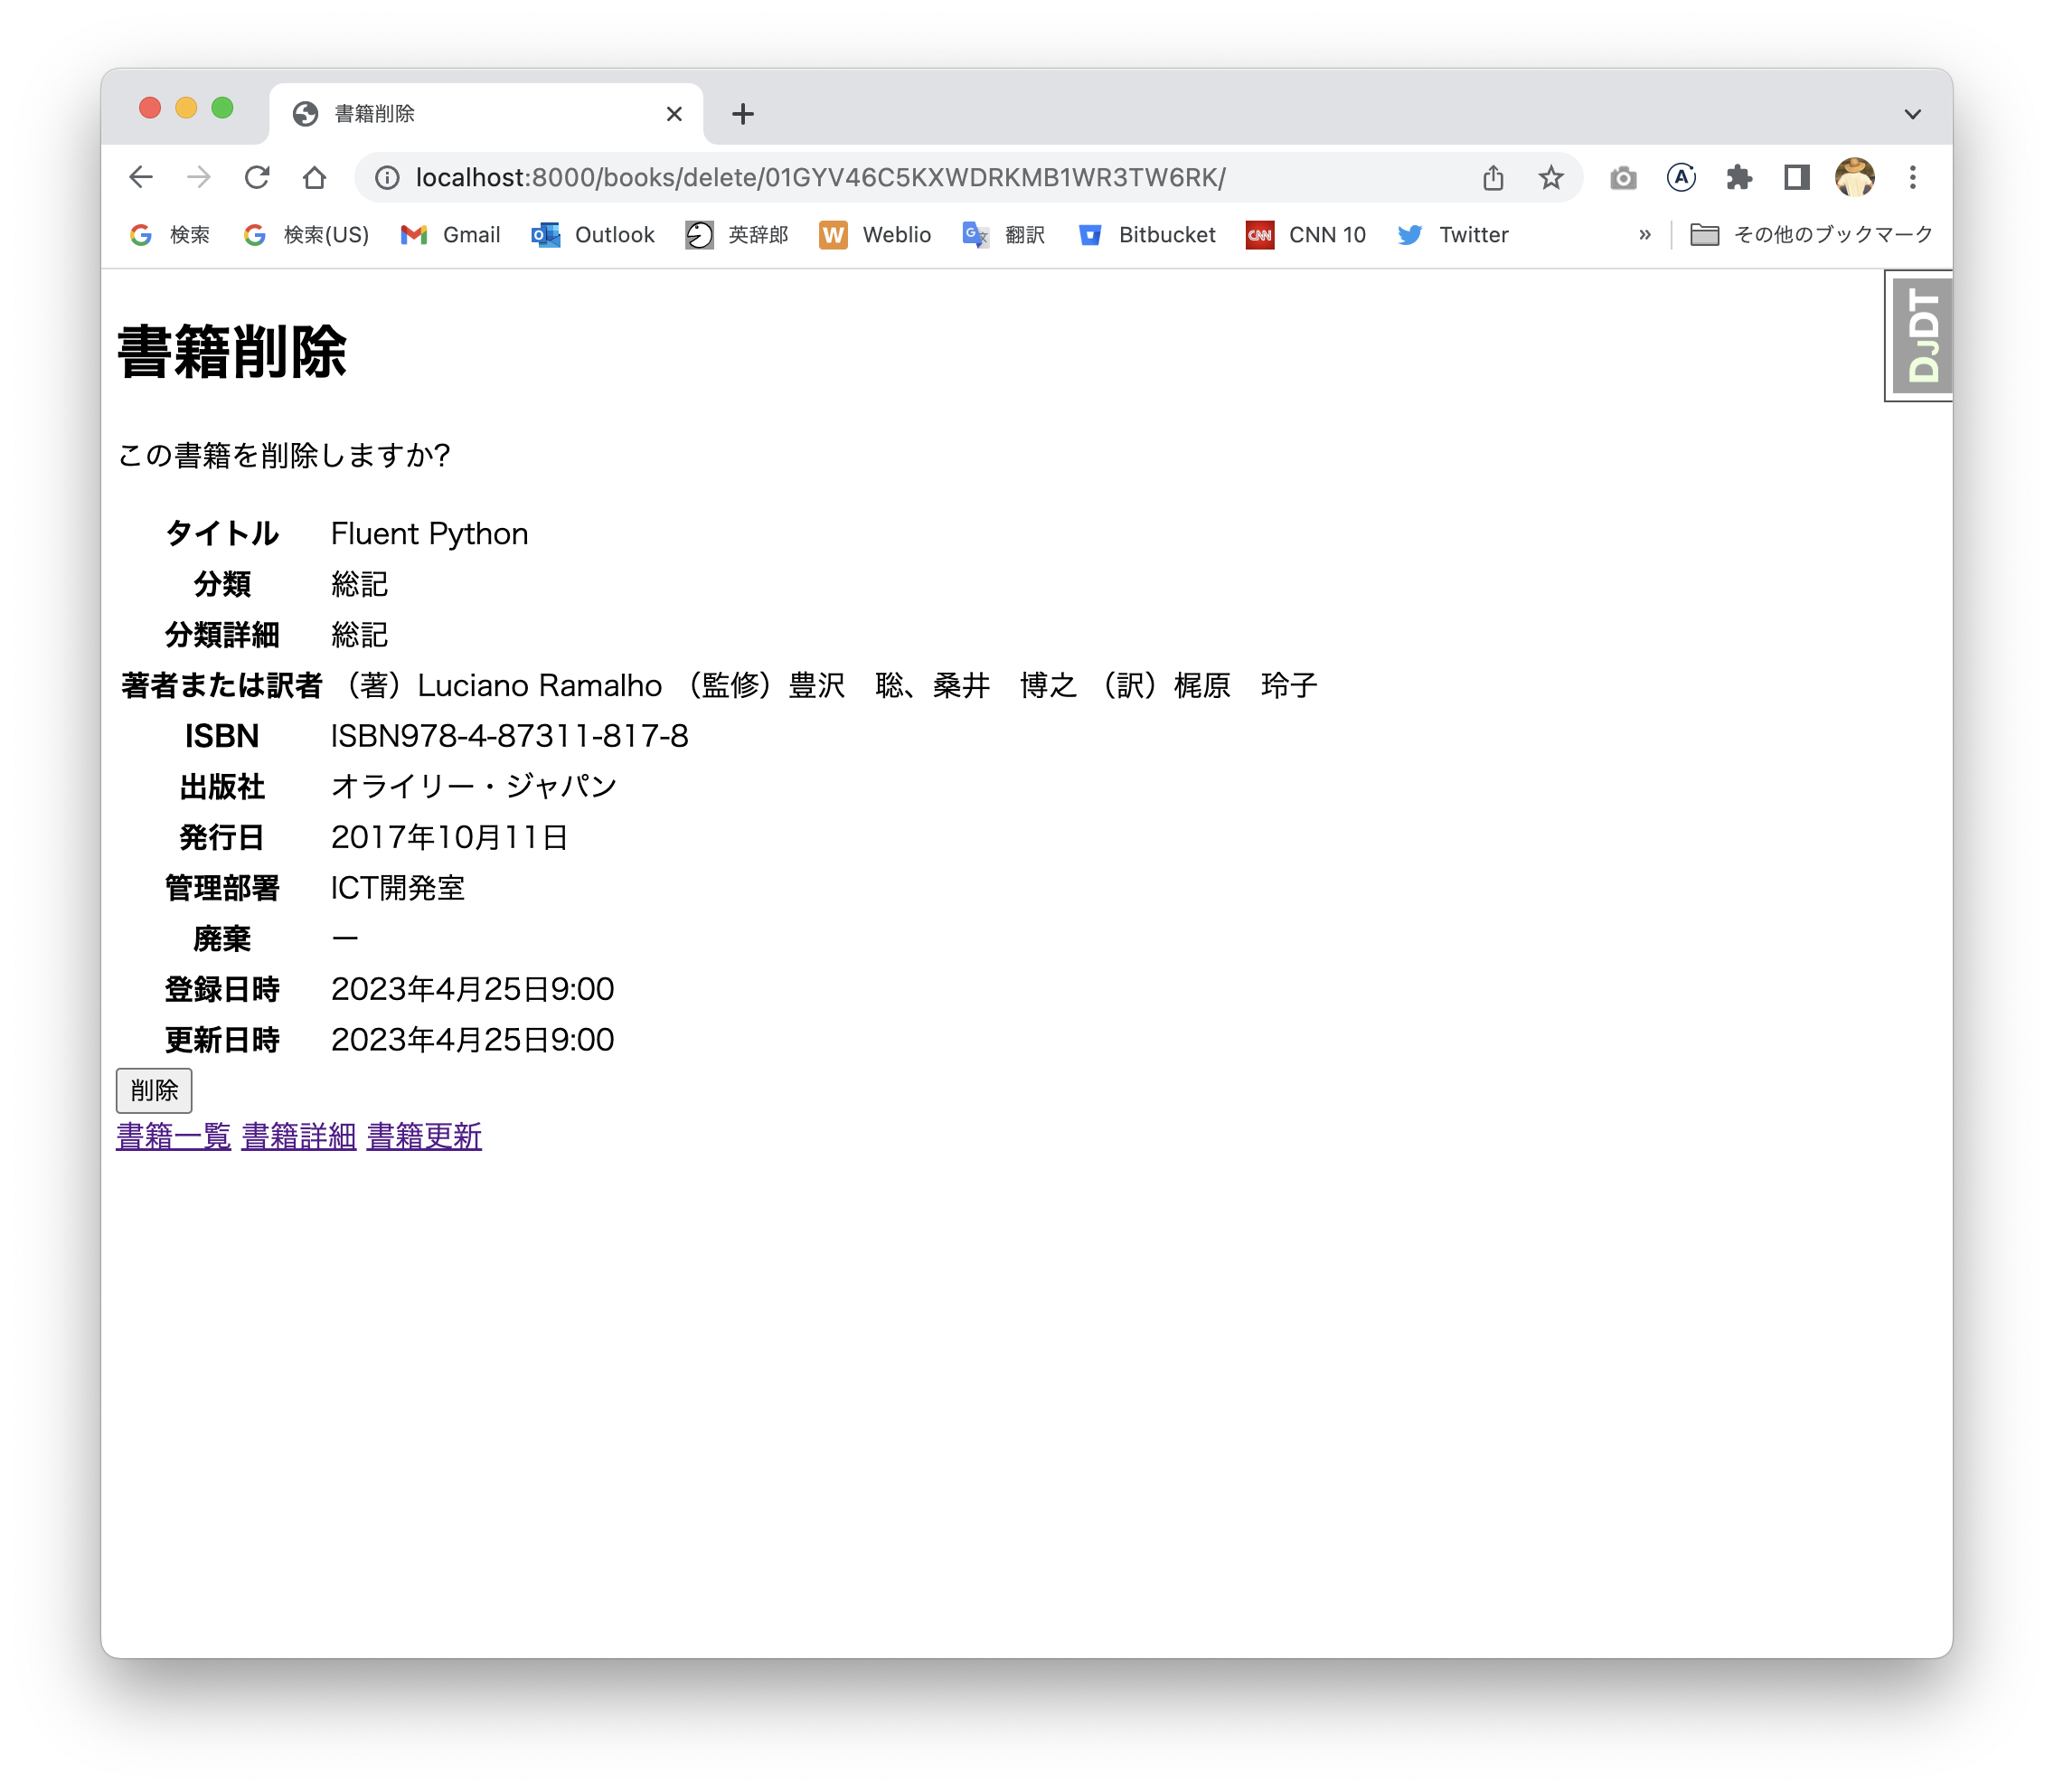 書籍削除
localhost:8000/books/delete/01GYV46C5KXWDRKMB1WR3TW6RK/
検索 検索(US) Gmail Outlook 英辞郎 Weblio 翻訳 Bitbucket CNN 10 Twitter » その他のブックマーク
DJDT
書籍削除
この書籍を削除しますか?
タイトル Fluent Python
分類 総記
分類詳細 総記
著者または訳者 （著）Luciano Ramalho （監修）豊沢　聡、桑井　博之 （訳）梶原　玲子
ISBN ISBN978-4-87311-817-8
出版社 オライリー・ジャパン
発行日 2017年10月11日
管理部署 ICT開発室
廃棄 —
登録日時 2023年4月25日9:00
更新日時 2023年4月25日9:00
削除
書籍一覧 書籍詳細 書籍更新